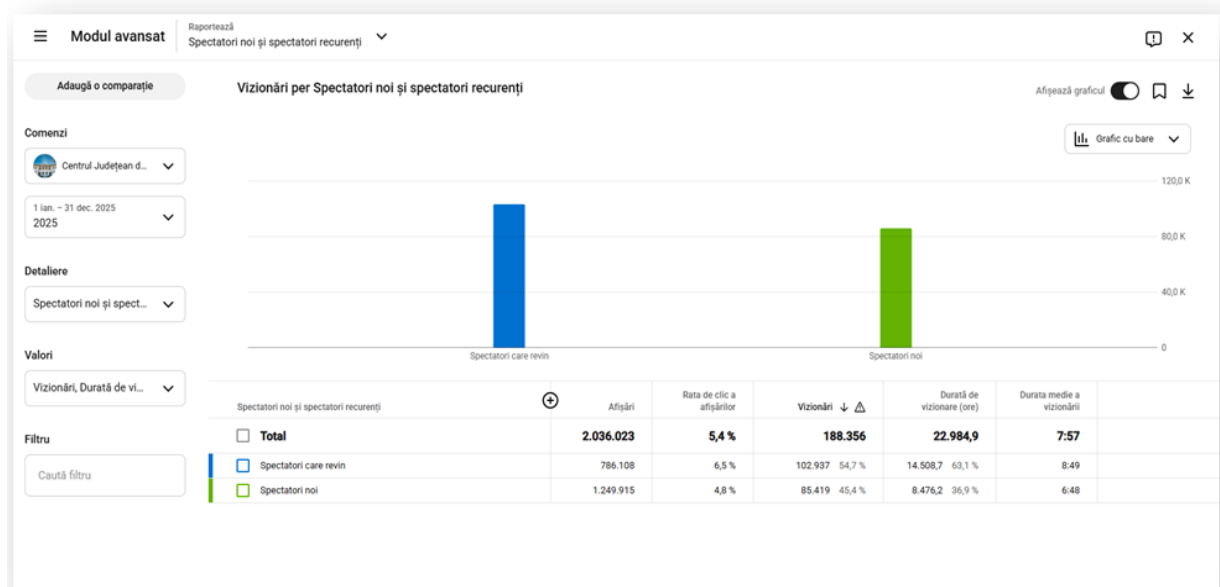 Modul avansat
Raportează
Spectatori noi și spectatori recurenți
Adaugă o comparație
Vizionări per Spectatori noi și spectatori recurenți
Afișează graficul
Comenzi
Grafic cu bare
Centrul Județean d...
120,0 K
1 ian. – 31 dec. 2025
2025
80,0 K
Detaliere
40,0 K
Spectatori noi și spect...
0
Valori
Spectatori care revin
Spectatori noi
Vizionări, Durată de vi...
Spectatori noi și spectatori recurenți Afișări Rata de clic a afișărilor Vizionări Durată de vizionare (ore) Durata medie a vizionării
Filtru
Total 2.036.023 5,4 % 188.356 22.984,9 7:57
Caută filtru
Spectatori care revin 786.108 6,5 % 102.937 54,7 % 14.508,7 63,1 % 8:49
Spectatori noi 1.249.915 4,8 % 85.419 45,4 % 8.476,2 36,9 % 6:48